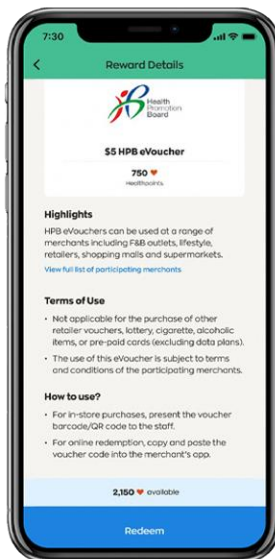 7:30
Reward Details
Health
Promotion
Board
$5 HPB eVoucher
750
Healthpoints
Highlights
HPB eVouchers can be used at a range of
merchants including F&B outlets, lifestyle,
retailers, shopping malls and supermarkets.
View full list of participating merchants
Terms of Use
• Not applicable for the purchase of other
retailer vouchers, lottery, cigarette, alcoholic
items, or pre-paid cards (excluding data plans).
• The use of this eVoucher is subject to terms
and conditions of the participating merchants.
How to use?
• For in-store purchases, present the voucher
barcode/QR code to the staff.
• For online redemption, copy and paste the
voucher code into the merchant's app.
2,150 available
Redeem